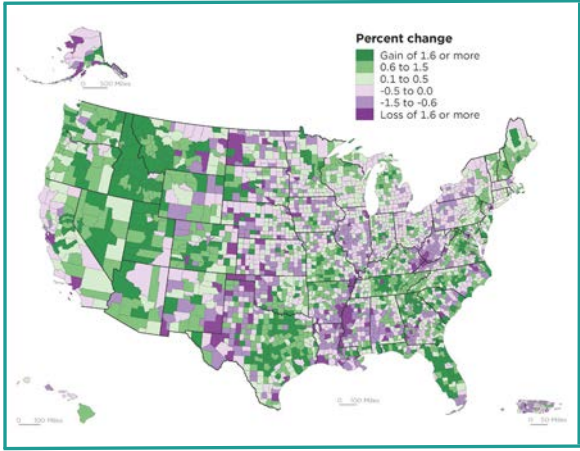 Percent change
Gain of 1.6 or more
0.6 to 1.5
0.1 to 0.5
-0.5 to 0.0
-1.5 to -0.6
Loss of 1.6 or more
0 500 Miles
0 100 Miles
0 100 Miles
0 50 Miles